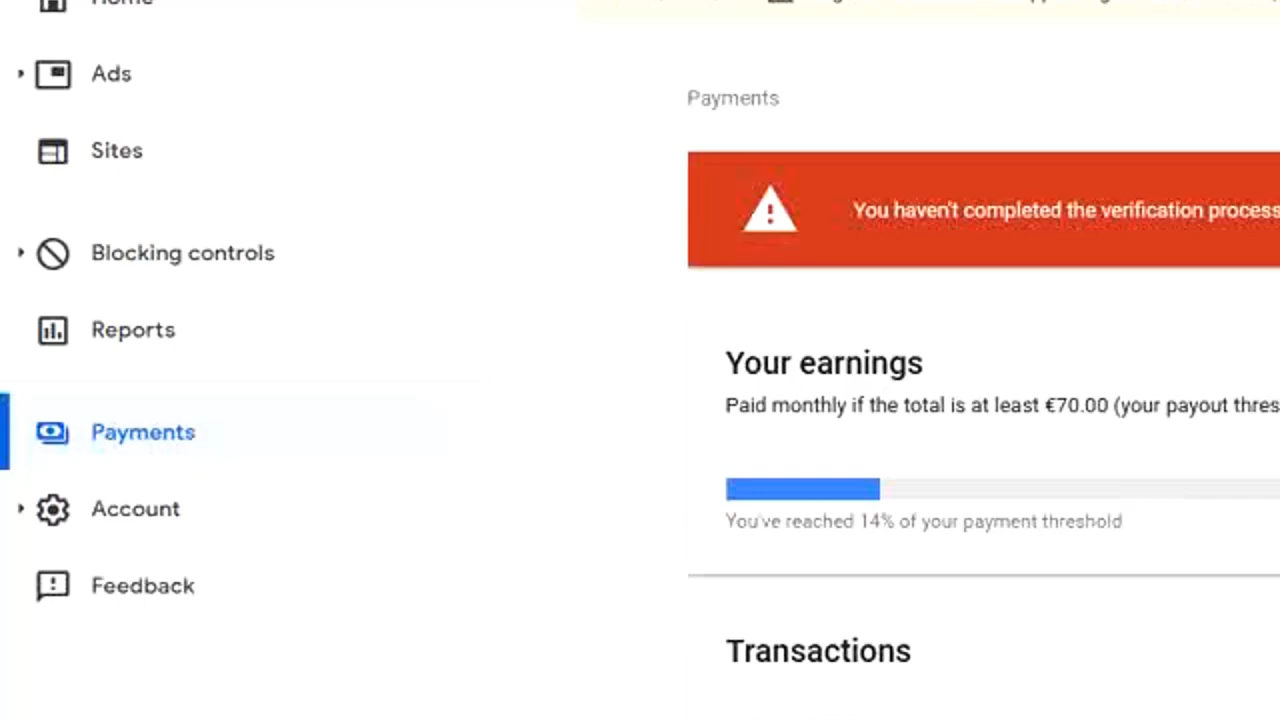 Home
Ads
Sites
Blocking controls
Reports
Payments
Account
Feedback
Payments
You haven't completed the verification process
Your earnings
Paid monthly if the total is at least €70.00 (your payout thres
You've reached 14% of your payment threshold
Transactions